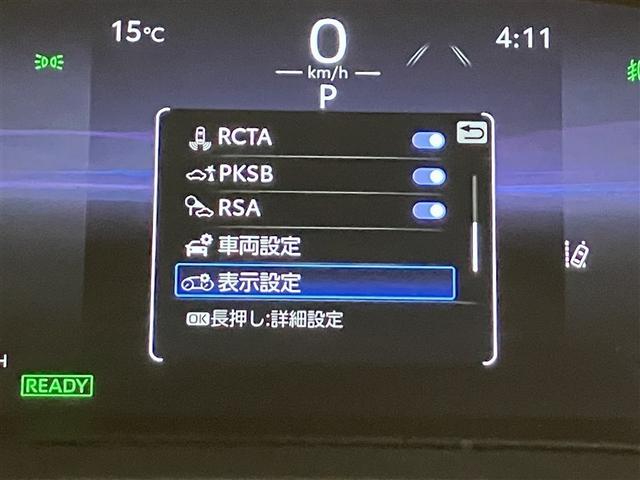 15℃
0
km/h
P
4:11
RCTA
PKSB
RSA
車両設定
表示設定
OK長押し:詳細設定
H
READY